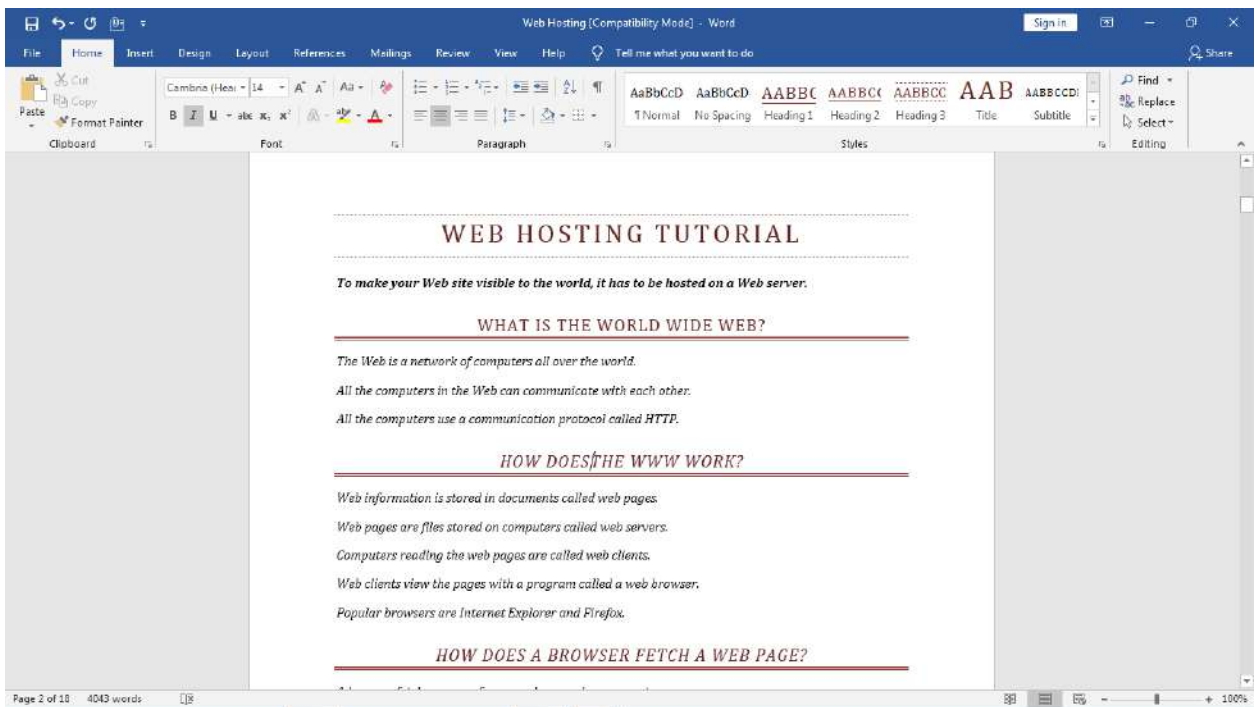 Web Hosting [Compatibility Mode] - Word
Sign in
File Home Insert Design Layout References Mailings Review View Help Tell me what you want to do Share
Paste
Cut
Copy
Format Painter
Clipboard
Cambria (Hea 14
Aa
B I U abc x₂ x²
Font
Paragraph
AaBbCcD AaBbCcD AABBC AABBCC AABBCC AAB AABBCCD
¶ Normal No Spacing Heading 1 Heading 2 Heading 3 Title Subtitle
Styles
Find
Replace
Select
Editing
WEB HOSTING TUTORIAL
To make your Web site visible to the world, it has to be hosted on a Web server.
WHAT IS THE WORLD WIDE WEB?
The Web is a network of computers all over the world.
All the computers in the Web can communicate with each other.
All the computers use a communication protocol called HTTP.
HOW DOES THE WWW WORK?
Web information is stored in documents called web pages.
Web pages are files stored on computers called web servers.
Computers reading the web pages are called web clients.
Web clients view the pages with a program called a web browser.
Popular browsers are Internet Explorer and Firefox.
HOW DOES A BROWSER FETCH A WEB PAGE?
Page 2 of 18 4043 words
100%